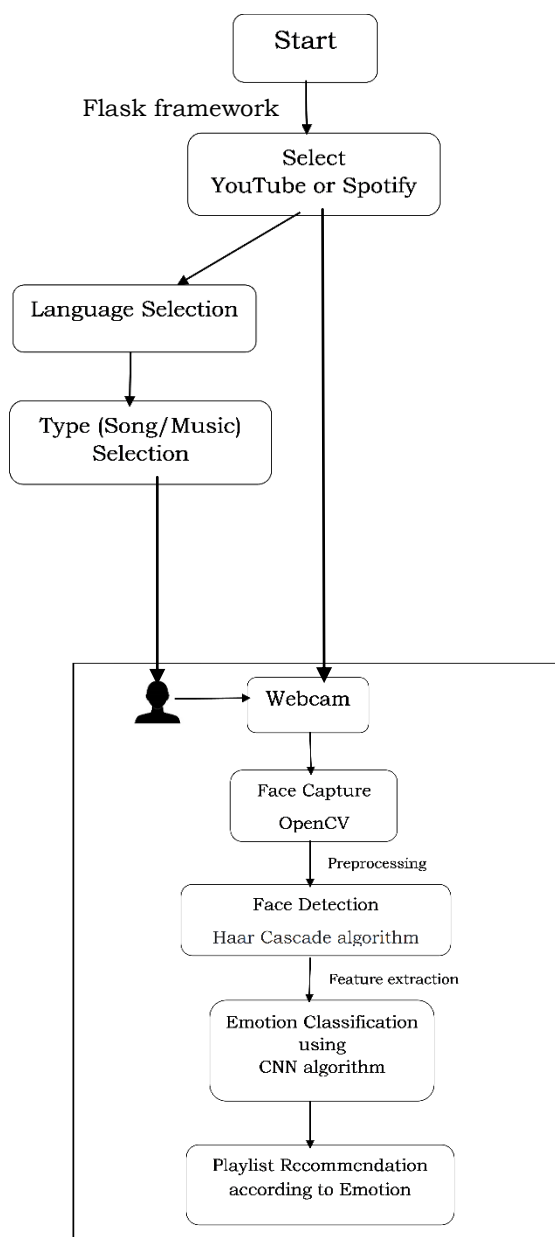 Start
Flask framework
Select
YouTube or Spotify
Language Selection
Type (Song/Music)
Selection
Webcam
Face Capture
OpenCV
Preprocessing
Face Detection
Haar Cascade algorithm
Feature extraction
Emotion Classification
using
CNN algorithm
Playlist Recommendation
according to Emotion